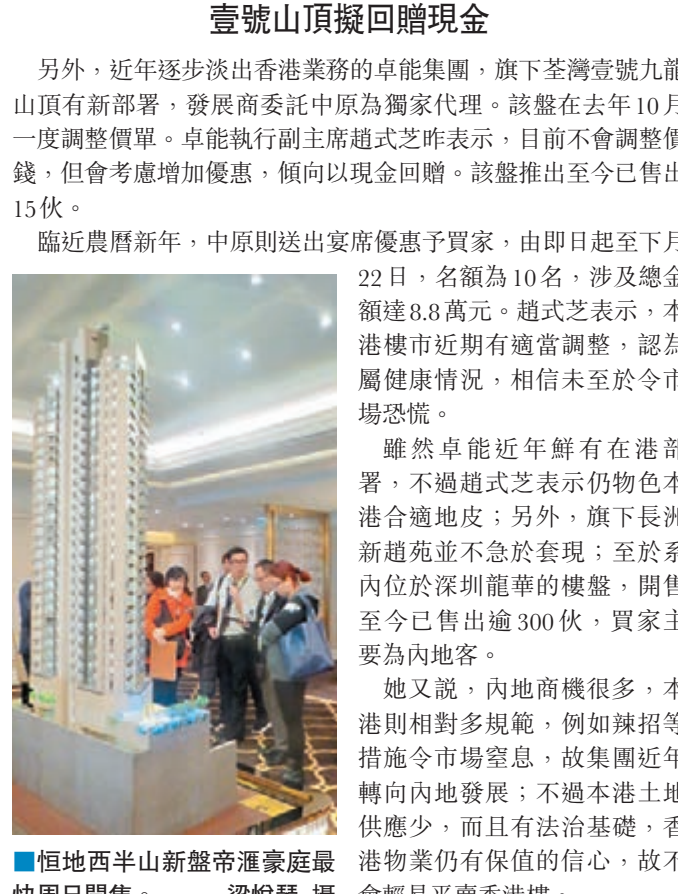 壹號山頂擬回贈現金
另外，近年逐步淡出香港業務的卓能集團，旗下荃灣壹號九龍
山頂有新部署，發展商委託中原為獨家代理。該盤在去年10月
一度調整價單。卓能執行副主席趙式芝昨表示，目前不會調整價
錢，但會考慮增加優惠，傾向以現金回贈。該盤推出至今已售出
15伙。
臨近農曆新年，中原則送出宴席優惠予買家，由即日起至下月
22日，名額為10名，涉及總金
額達8.8萬元。趙式芝表示，本
港樓市近期有適當調整，認為
屬健康情況，相信未至於令市
場恐慌。
雖然卓能近年鮮有在港部
署，不過趙式芝表示仍物色本
港合適地皮；另外，旗下長洲
新趙苑並不急於套現；至於系
內位於深圳龍華的樓盤，開售
至今已售出逾300伙，買家主
要為內地客。
她又說，內地商機很多，本
港則相對多規範，例如辣招等
措施令市場窒息，故集團近年
轉向內地發展；不過本港土地
供應少，而且有法治基礎，香
港物業仍有保值的信心，故不
會輕易平賣香港樓。
■恒地西半山新盤帝滙豪庭最
快周日開售。 梁悅琴 攝